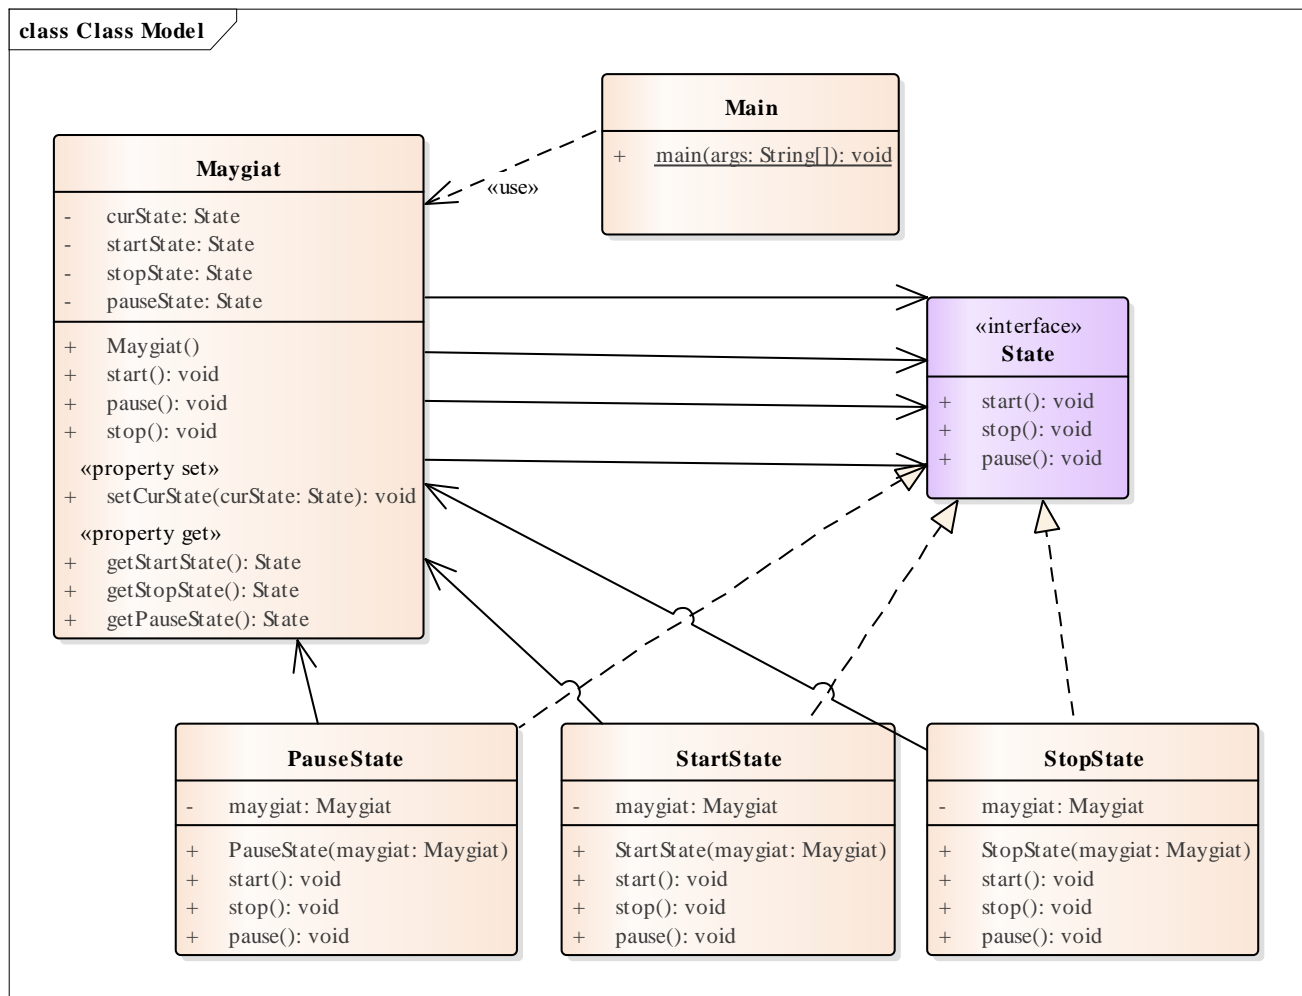 class Class Model
Main
+ main(args: String[]): void
«use»
Maygiat
- curState: State
- startState: State
- stopState: State
- pauseState: State
+ Maygiat()
+ start(): void
+ pause(): void
+ stop(): void
«property set»
+ setCurState(curState: State): void
«property get»
+ getStartState(): State
+ getStopState(): State
+ getPauseState(): State
«interface»
State
+ start(): void
+ stop(): void
+ pause(): void
PauseState
- maygiat: Maygiat
+ PauseState(maygiat: Maygiat)
+ start(): void
+ stop(): void
+ pause(): void
StartState
- maygiat: Maygiat
+ StartState(maygiat: Maygiat)
+ start(): void
+ stop(): void
+ pause(): void
StopState
- maygiat: Maygiat
+ StopState(maygiat: Maygiat)
+ start(): void
+ stop(): void
+ pause(): void